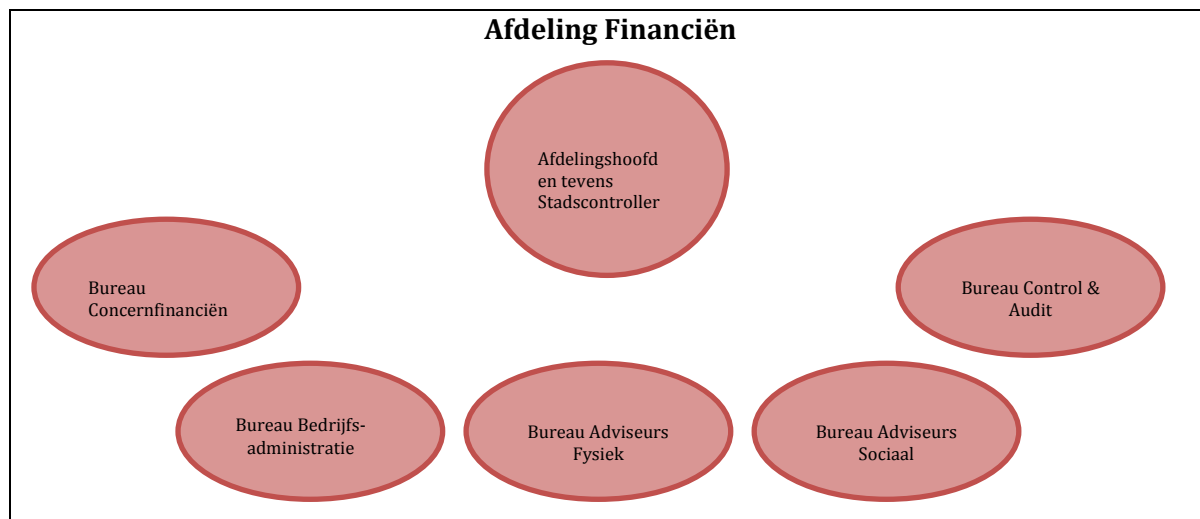 Afdeling Financiën
Afdelingshoofd
en tevens
Stadscontroller
Bureau
Concernfinanciën
Bureau Control &
Audit
Bureau Bedrijfs-
administratie
Bureau Adviseurs
Fysiek
Bureau Adviseurs
Sociaal